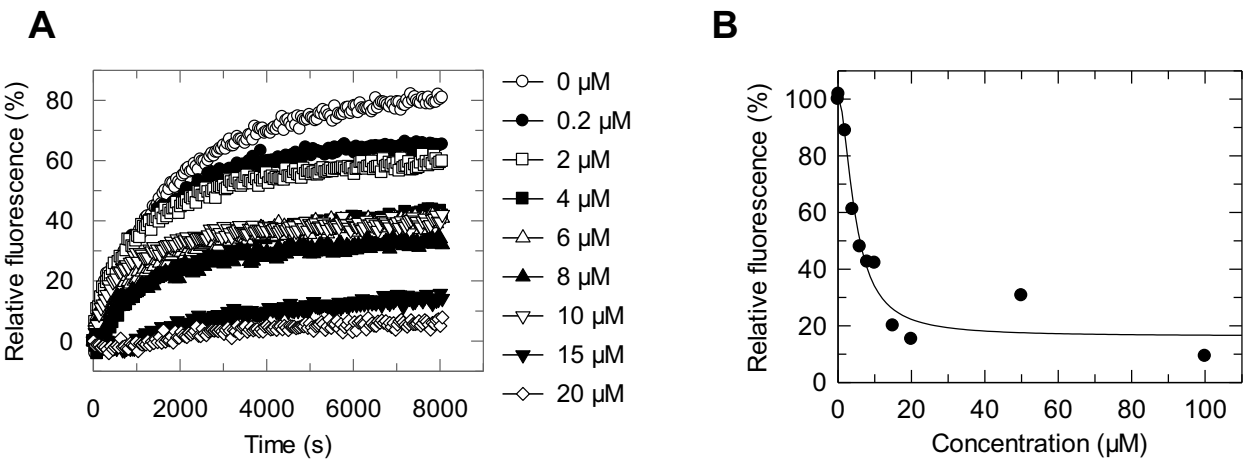 A
Relative fluorescence (%)
80
60
40
20
0
0 2000 4000 6000 8000
Time (s)
0 µM
0.2 µM
2 µM
4 µM
6 µM
8 µM
10 µM
15 µM
20 µM
B
Relative fluorescence (%)
100
80
60
40
20
0
0 20 40 60 80 100
Concentration (µM)